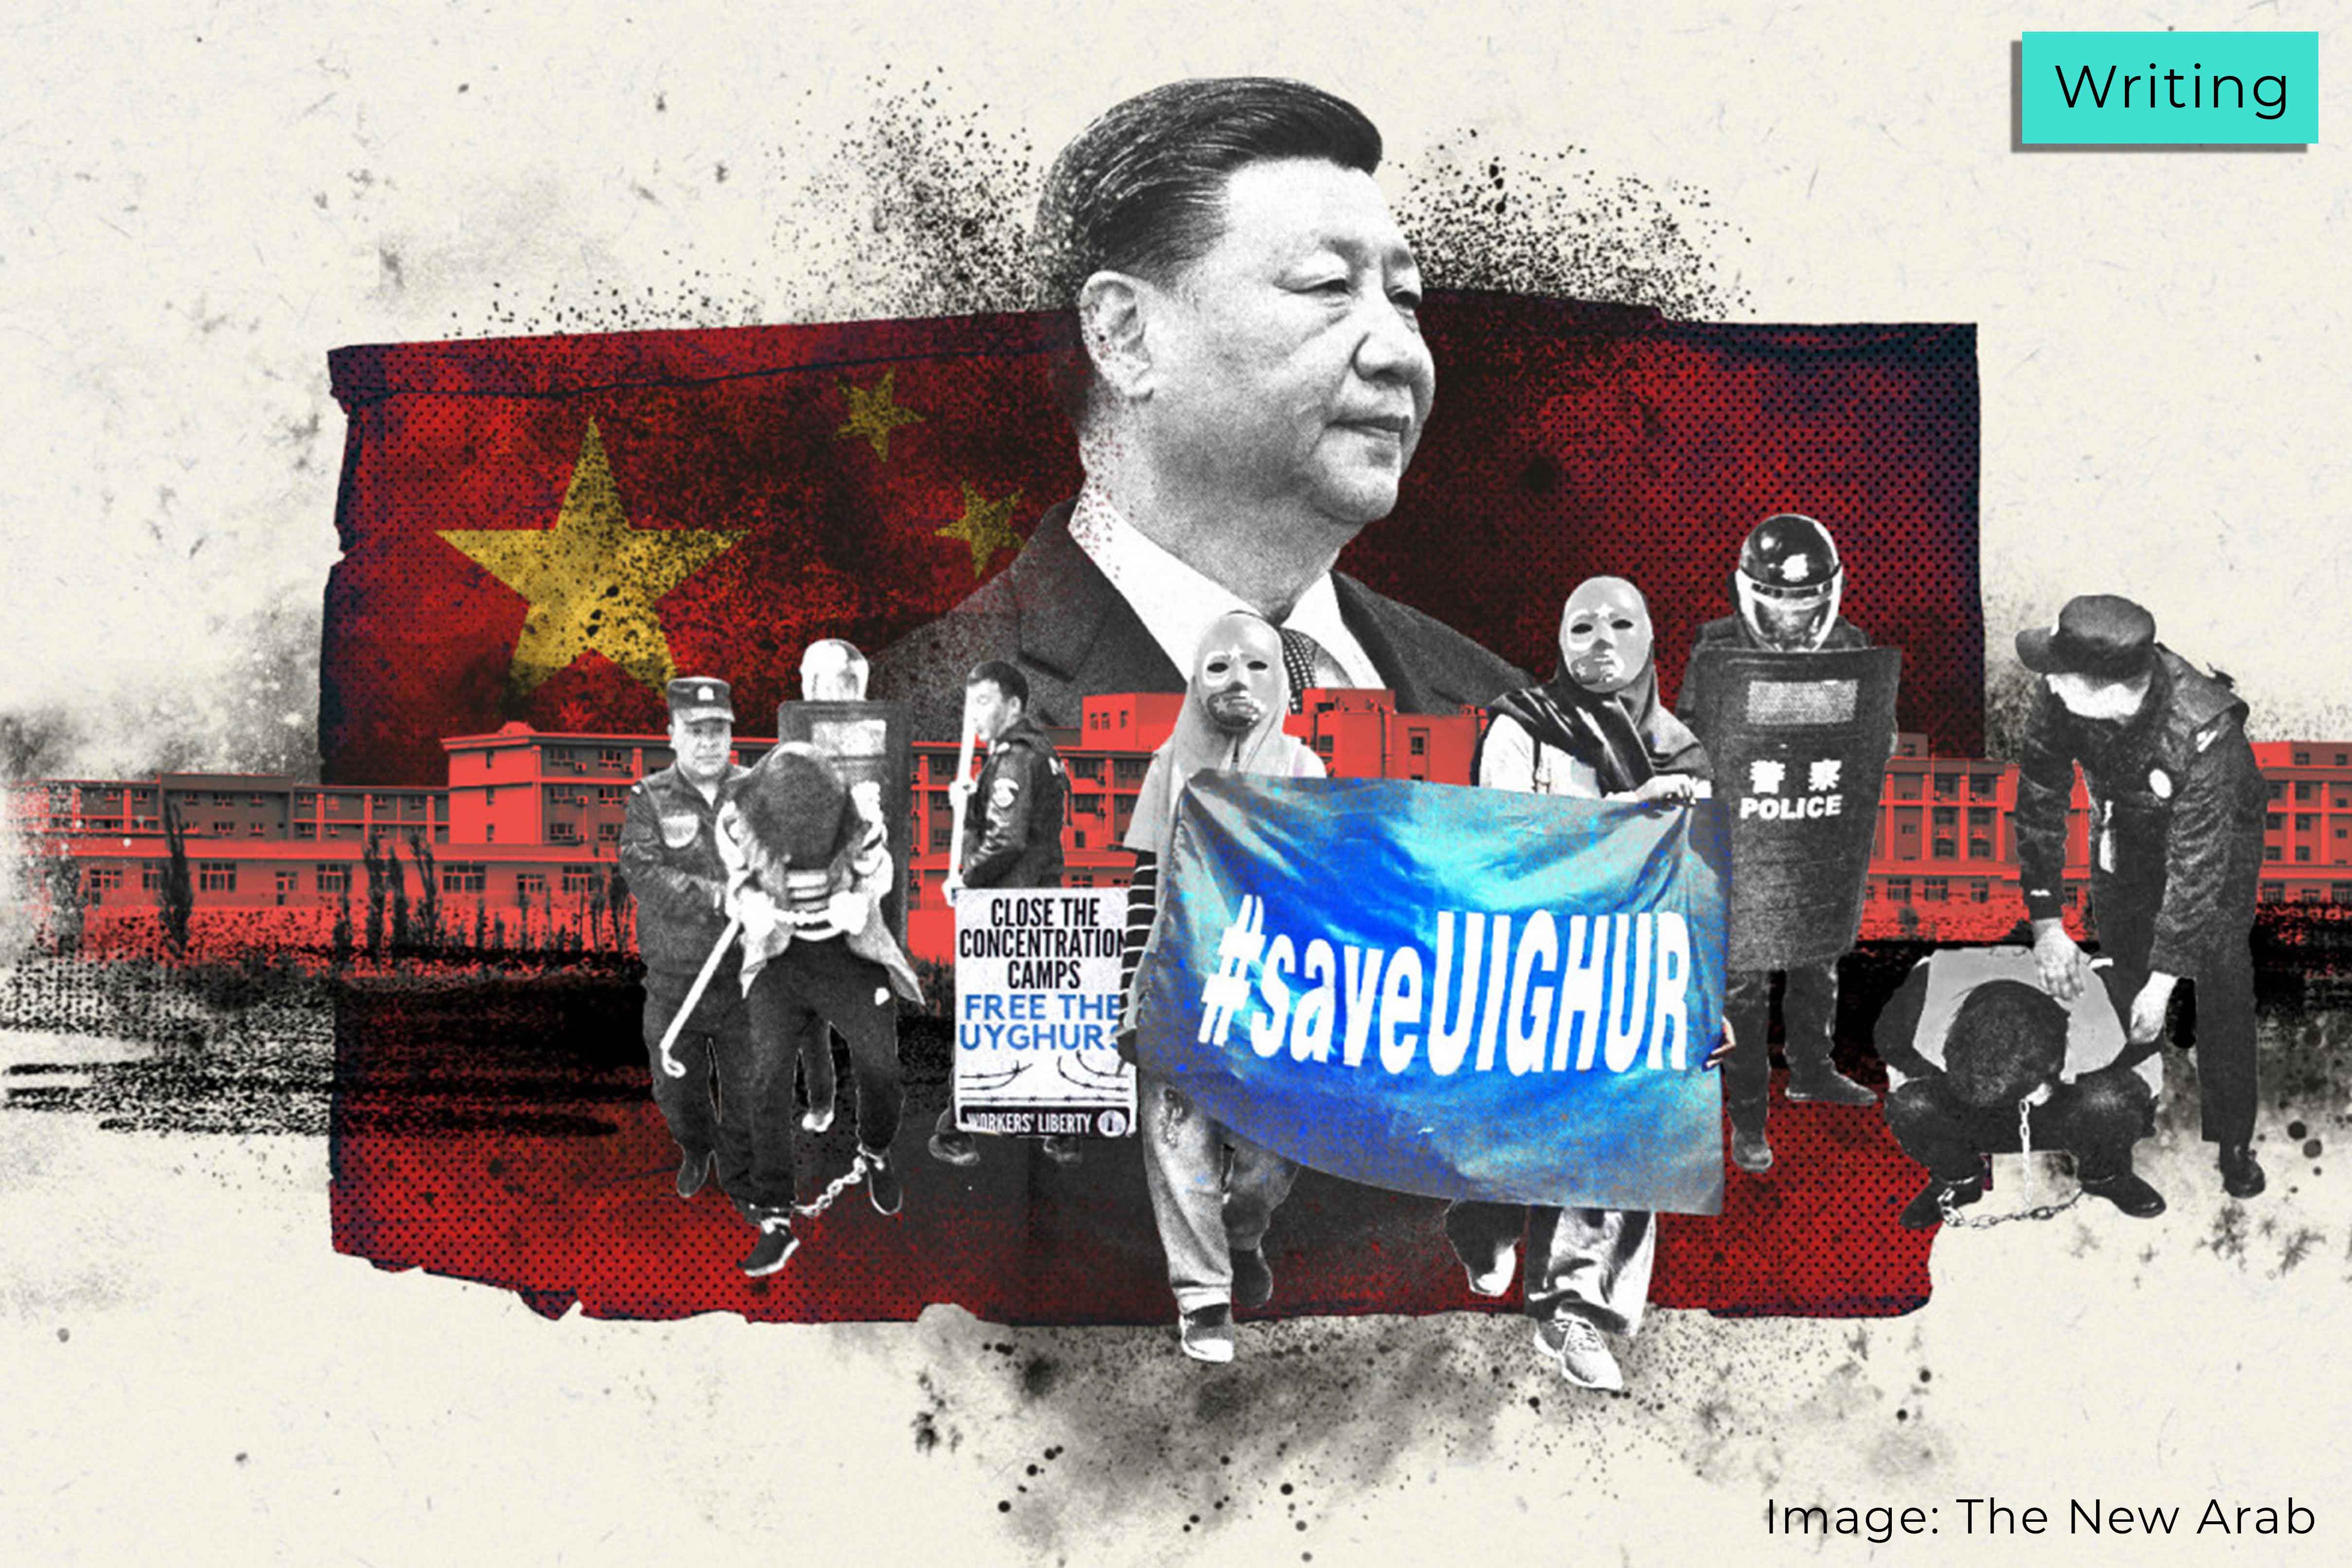 Writing
警察
POLICE
CLOSE THE
CONCENTRATION
CAMPS
FREE THE
UYGHURS
WORKERS' LIBERTY
#saveUIGHUR
Image: The New Arab